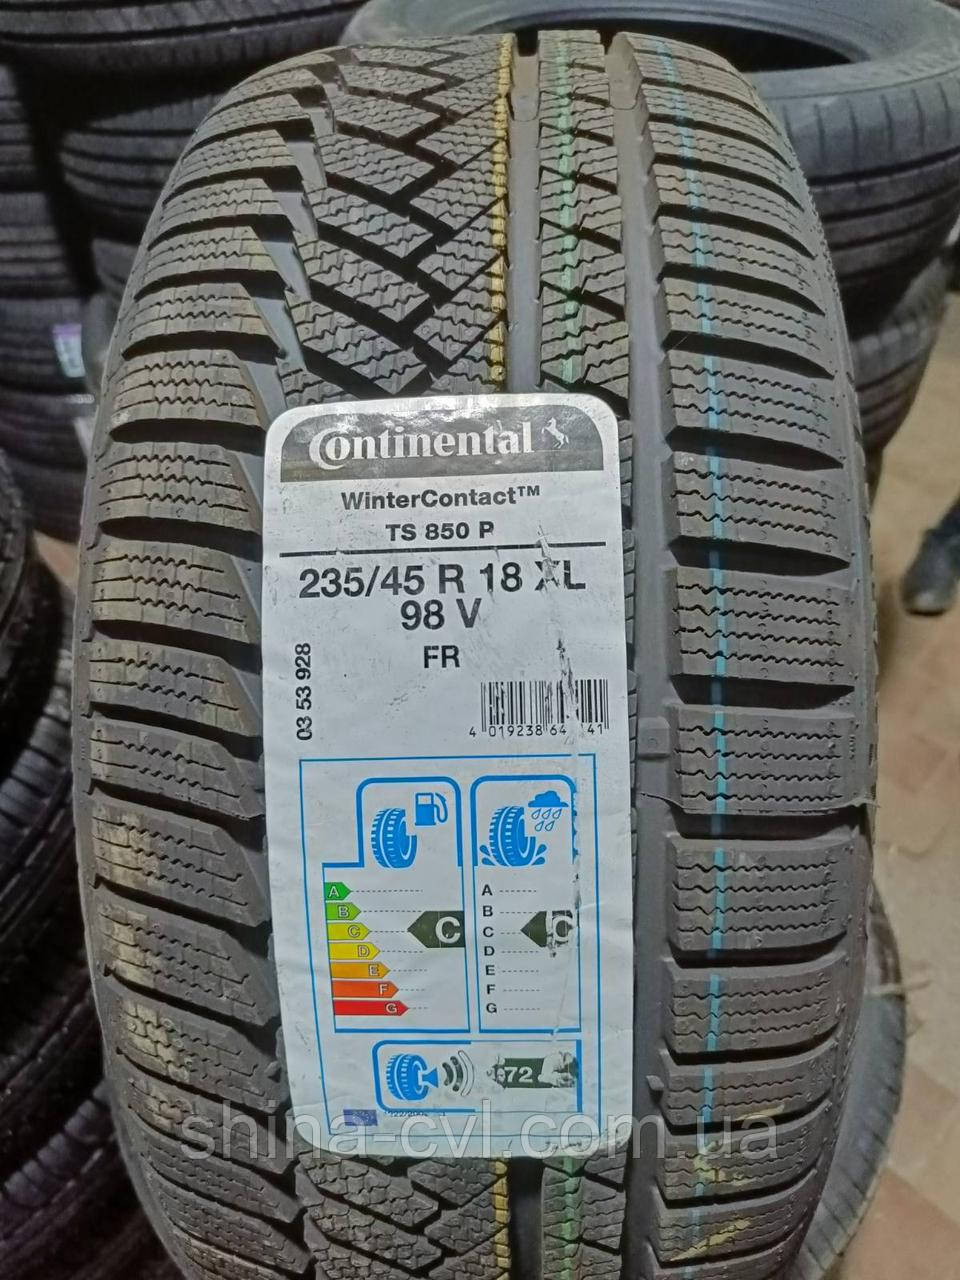 Continental
WinterContact™
TS 850 P
235/45 R 18 XL
98 V
FR
03 53 928
4 019238 64 41
A
B
C
D
E
F
G
C
A
B
C
D
E
F
G
C
72
shina-cvl.com.ua